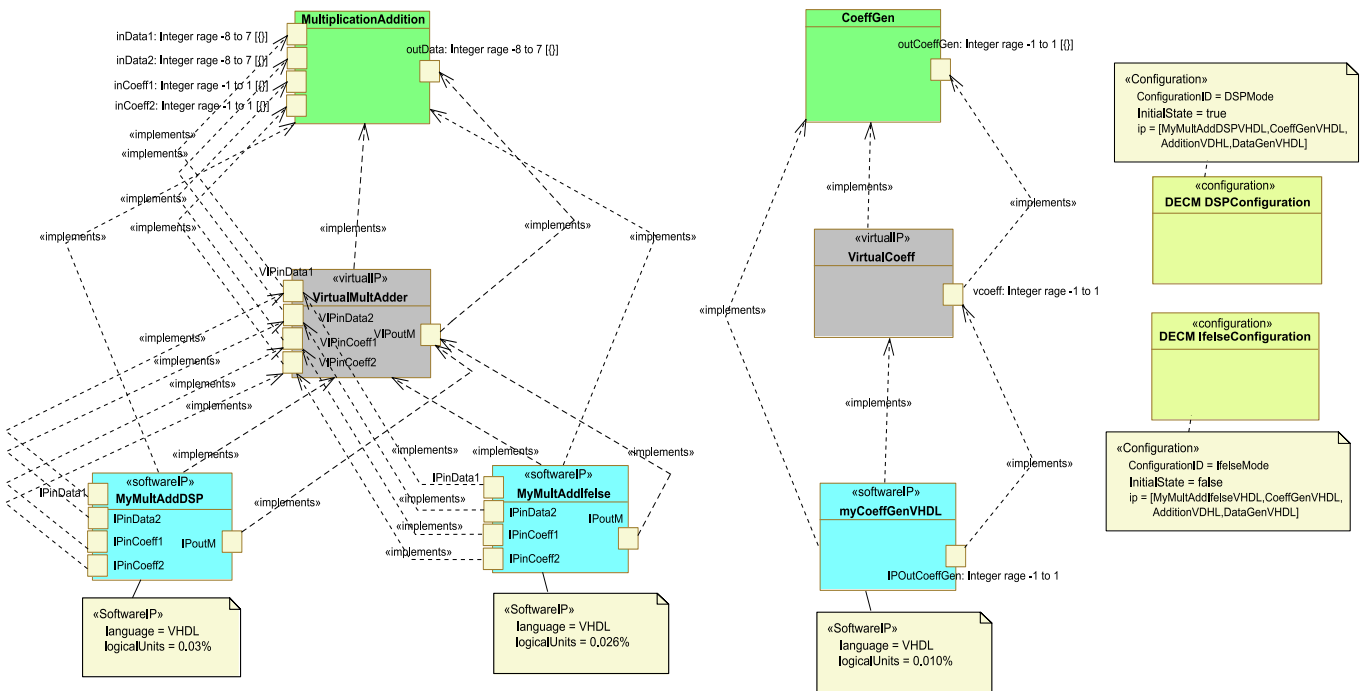 MultiplicationAddition
inData1: Integer rage -8 to 7 [{}]
inData2: Integer rage -8 to 7 [{}]
inCoeff1: Integer rage -1 to 1 [{}]
inCoeff2: Integer rage -1 to 1 [{}]
outData: Integer rage -8 to 7 [{}]
«implements»
«implements»
«implements»
«implements»
«implements»
«implements»
«implements»
«implements»
VIPinData1
«virtualIP»
VirtualMultAdder
VIPinData2
VIPinCoeff1
VIPinCoeff2
VIPoutM
«implements»
«implements»
«implements»
«implements»
«implements»
«implements»
«implements»
«implements»
«implements»
«implements»
«implements»
«implements»
IPinData1
«softwareIP»
MyMultAddDSP
IPinData2
IPinCoeff1
IPinCoeff2
IPoutM
«SoftwareIP»
language = VHDL
logicalUnits = 0.03%
IPinData1
«softwareIP»
MyMultAddIfelse
IPinData2
IPinCoeff1
IPinCoeff2
IPoutM
«SoftwareIP»
language = VHDL
logicalUnits = 0.026%
CoeffGen
outCoeffGen: Integer rage -1 to 1 [{}]
«implements»
«implements»
«virtualIP»
VirtualCoeff
vcoeff: Integer rage -1 to 1
«implements»
«implements»
«implements»
«softwareIP»
myCoeffGenVHDL
IPOutCoeffGen: Integer rage -1 to 1
«SoftwareIP»
language = VHDL
logicalUnits = 0.010%
«Configuration»
ConfigurationID = DSPMode
InitialState = true
ip = [MyMultAddDSPVHDL,CoeffGenVHDL,
AdditionVDHL,DataGenVHDL]
«configuration»
DECM DSPConfiguration
«configuration»
DECM IfelseConfiguration
«Configuration»
ConfigurationID = IfelseMode
InitialState = false
ip = [MyMultAddIfelseVHDL,CoeffGenVHDL,
AdditionVDHL,DataGenVHDL]